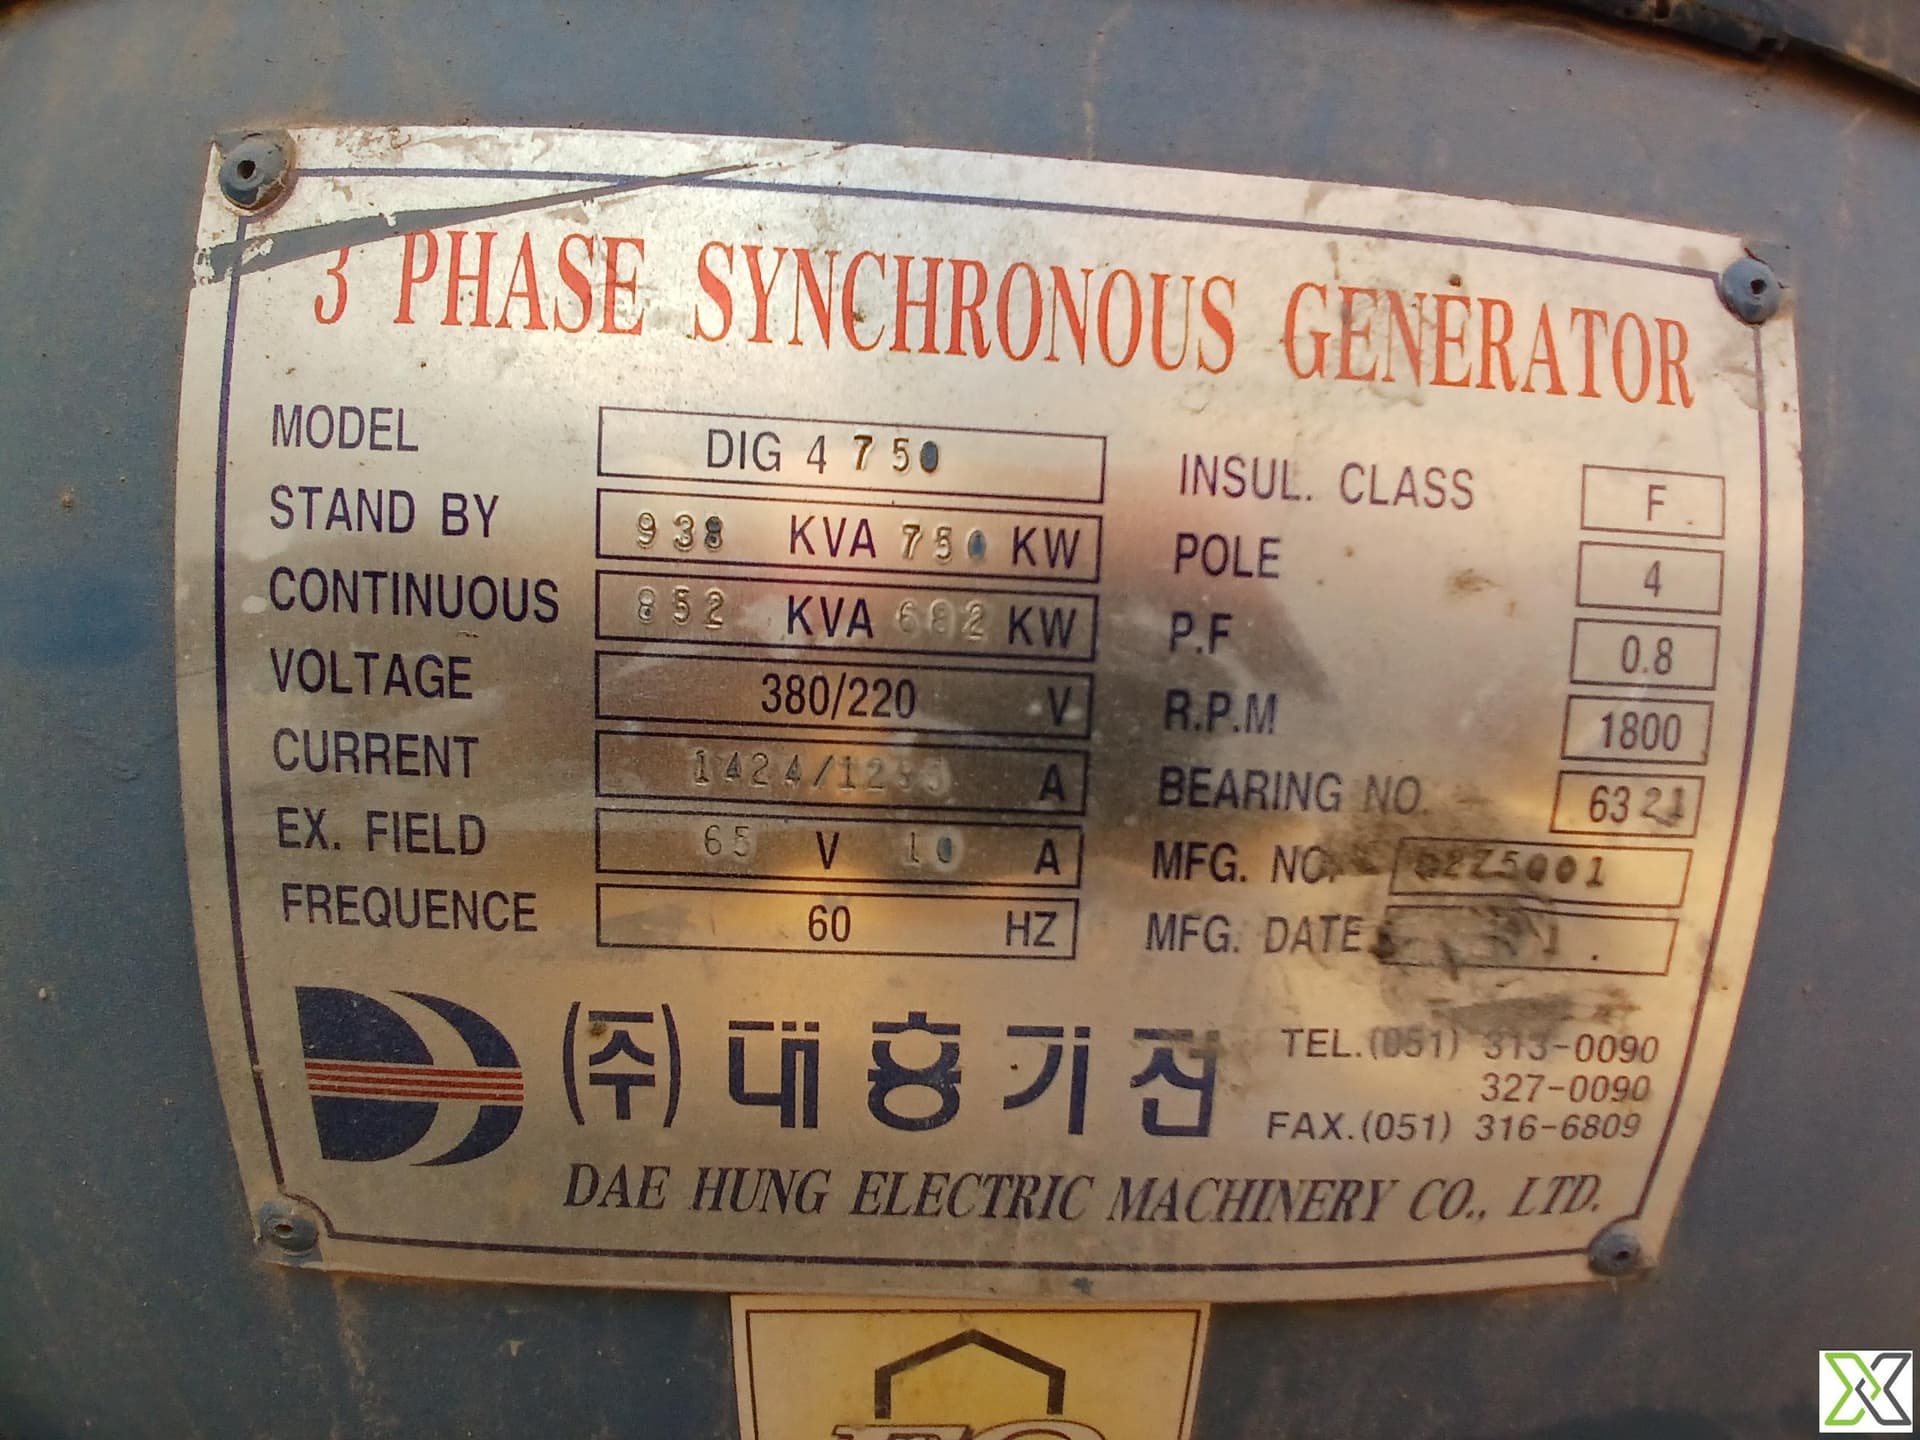 3 PHASE SYNCHRONOUS GENERATOR
MODEL DIG 4 750
STAND BY 938 KVA 750 KW
CONTINUOUS 852 KVA 682 KW
VOLTAGE 380/220 V
CURRENT A
EX. FIELD 65 V 10 A
FREQUENCE 60 HZ
INSUL. CLASS F
POLE 4
P.F 0.8
R.P.M 1800
BEARING NO. 6321
MFG. NO.
MFG. DATE
(주) 대흥기전
TEL.(051) 313-0090
327-0090
FAX.(051) 316-6809
DAE HUNG ELECTRIC MACHINERY CO., LTD.